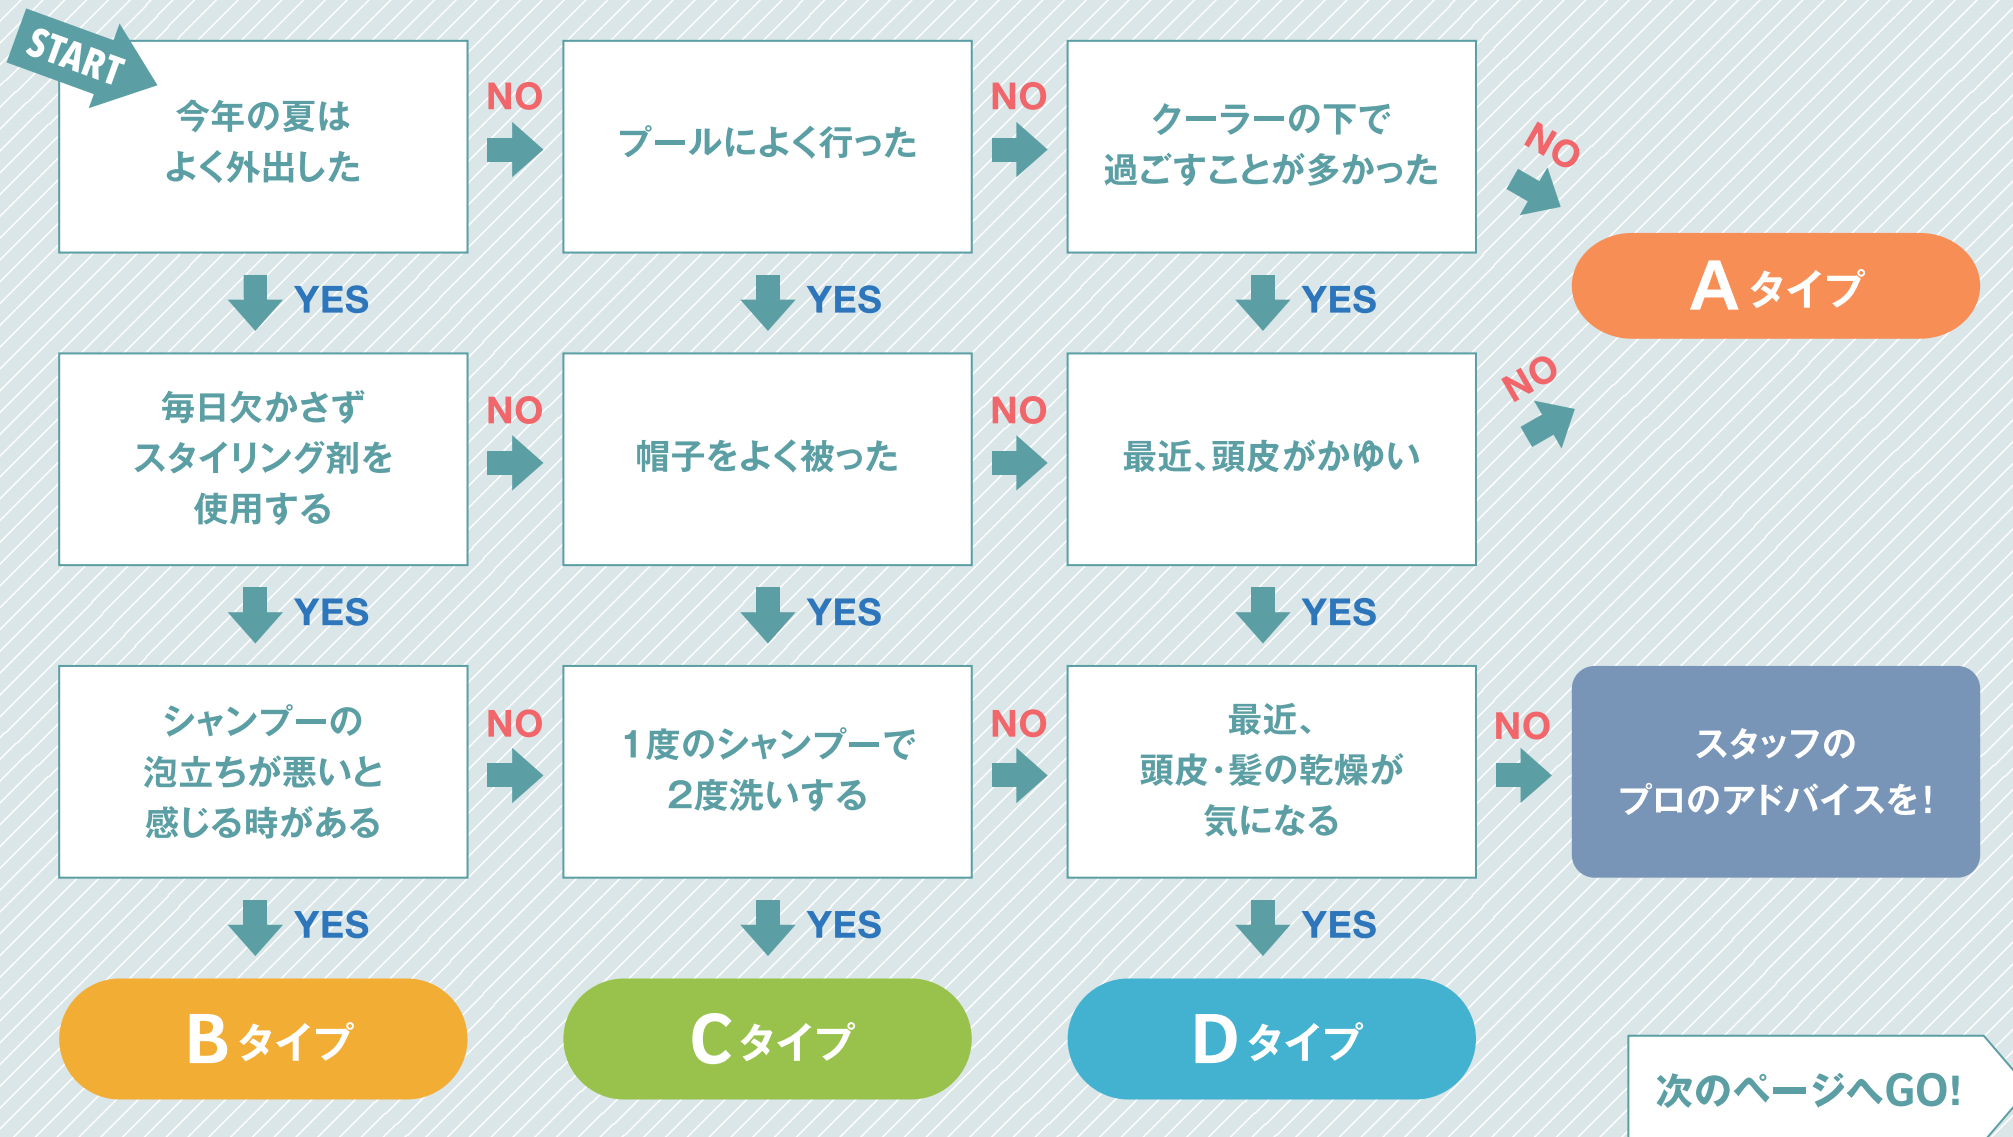 START
今年の夏は
よく外出した
NO
プールによく行った
NO
クーラーの下で
過ごすことが多かった
NO
Aタイプ
YES
YES
YES
毎日欠かさず
スタイリング剤を
使用する
NO
帽子をよく被った
NO
最近、頭皮がかゆい
NO
YES
YES
YES
シャンプーの
泡立ちが悪いと
感じる時がある
NO
1度のシャンプーで
2度洗いする
NO
最近、
頭皮・髪の乾燥が
気になる
NO
スタッフの
プロのアドバイスを!
YES
YES
YES
Bタイプ
Cタイプ
Dタイプ
次のページへGO!